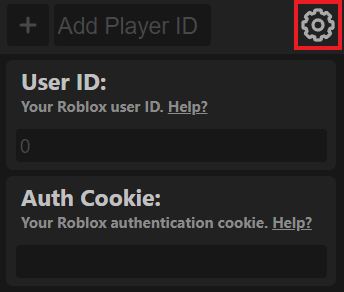 + Add Player ID
User ID:
Your Roblox user ID. Help?
0
Auth Cookie:
Your Roblox authentication cookie. Help?